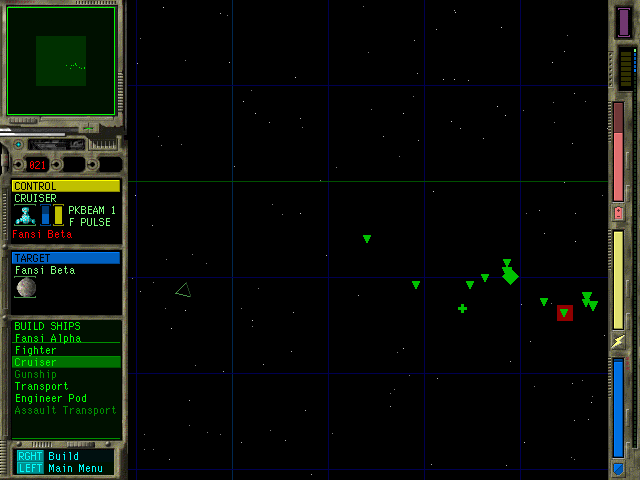 021
CONTROL
CRUISER
PKBEAM 1
F PULSE
Fansi Beta
TARGET
Fansi Beta
BUILD SHIPS
Fansi Alpha
Fighter
Cruiser
Gunship
Transport
Engineer Pod
Assault Transport
RGHT Build
LEFT Main Menu